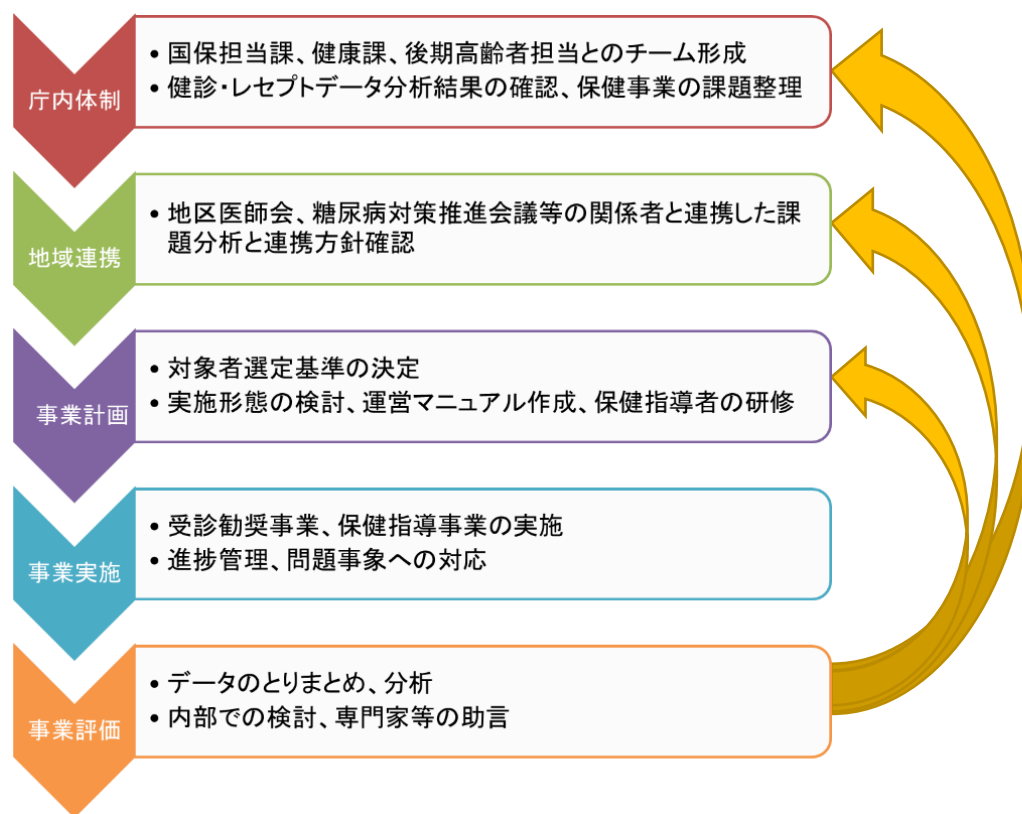 庁内体制
• 国保担当課、健康課、後期高齢者担当とのチーム形成
• 健診・レセプトデータ分析結果の確認、保健事業の課題整理
地域連携
• 地区医師会、糖尿病対策推進会議等の関係者と連携した課
題分析と連携方針確認
事業計画
• 対象者選定基準の決定
• 実施形態の検討、運営マニュアル作成、保健指導者の研修
事業実施
• 受診勧奨事業、保健指導事業の実施
• 進捗管理、問題事象への対応
事業評価
• データのとりまとめ、分析
• 内部での検討、専門家等の助言